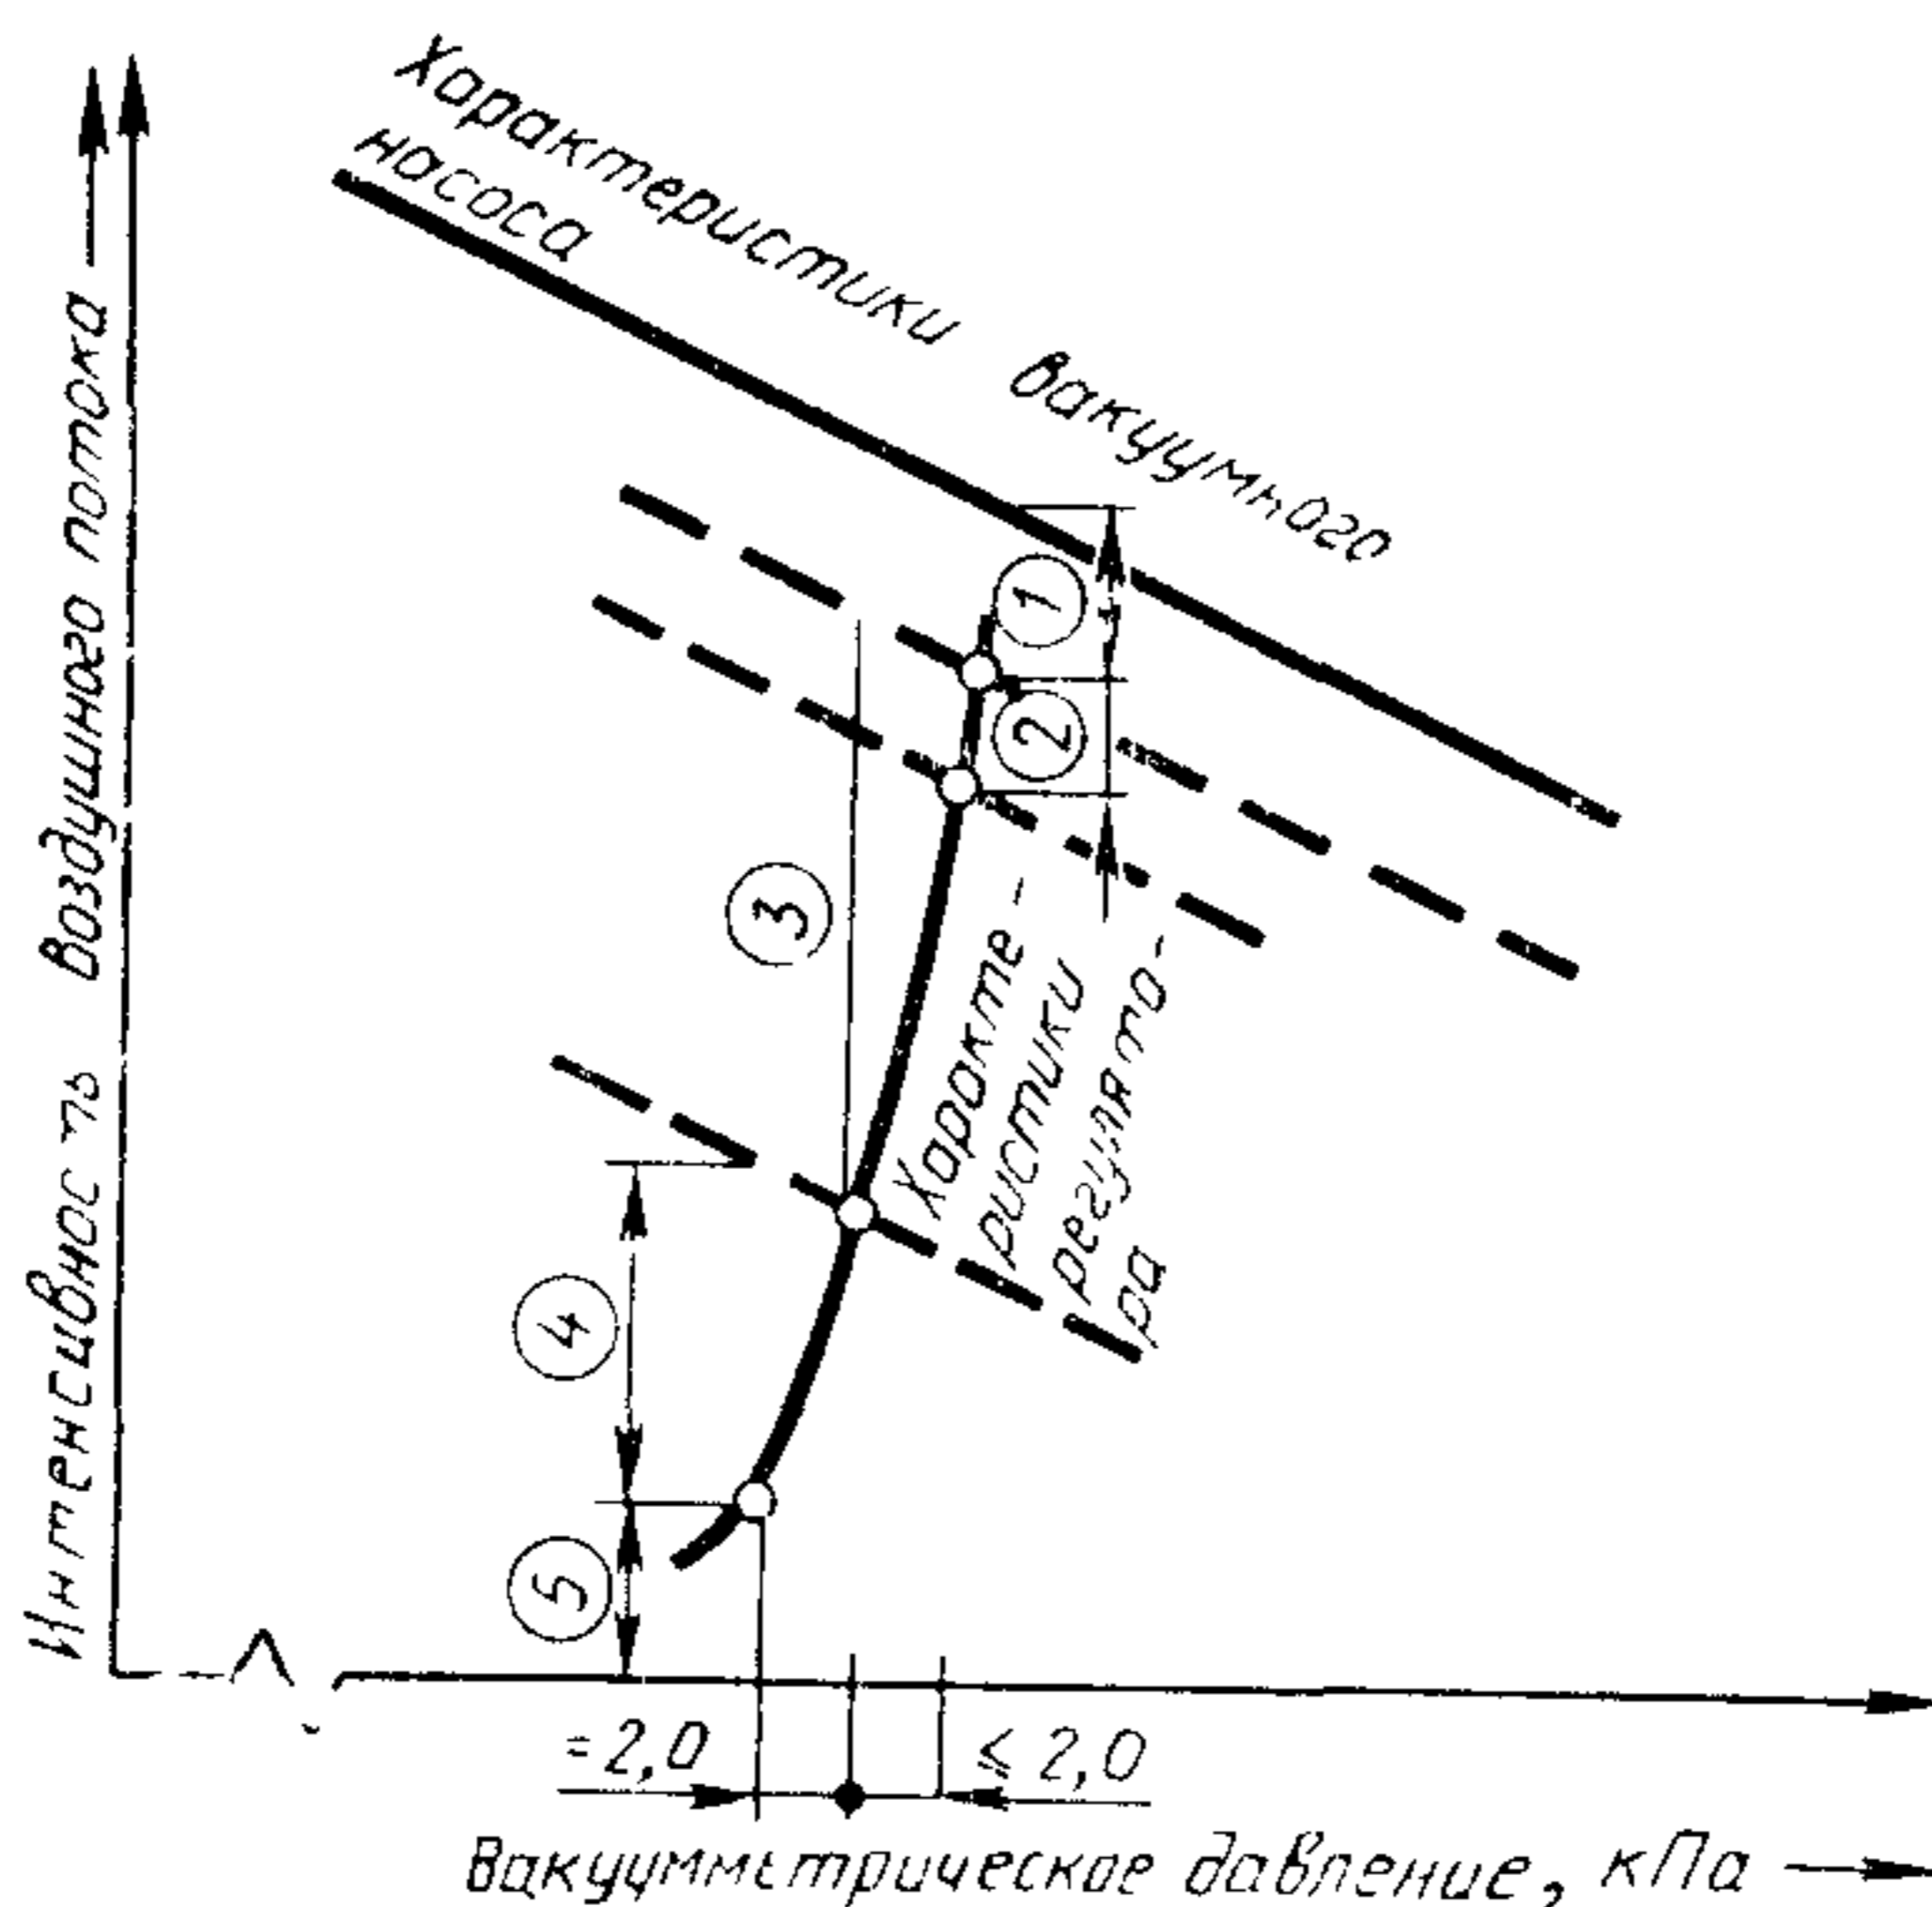 Характеристики вакуумного
насоса
Интенсивность воздушного потока
1
2
3
4
5
Характе-
ристики
регулято-
ра
=2,0
≤ 2,0
Вакуумметрическое давление, кПа